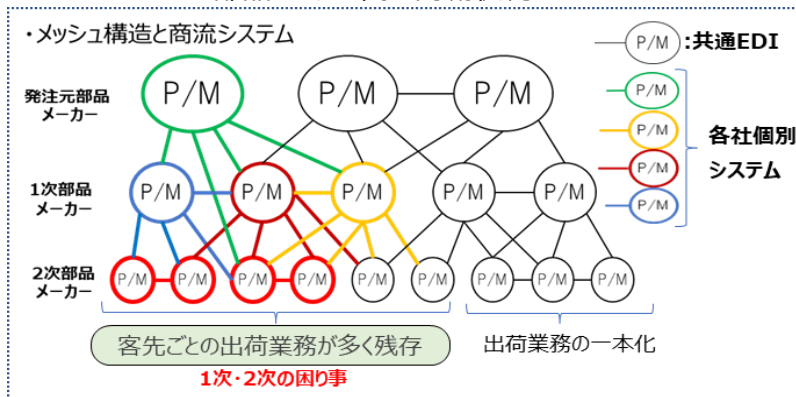 ・メッシュ構造と商流システム
P/M
:共通EDI
発注元部品
メーカー
P/M
P/M
P/M
P/M
P/M
P/M
P/M
各社個別
システム
1次部品
メーカー
P/M
P/M
P/M
P/M
P/M
2次部品
メーカー
P/M
P/M
P/M
P/M
P/M
P/M
P/M
P/M
P/M
客先ごとの出荷業務が多く残存
出荷業務の一本化
1次・2次の困り事